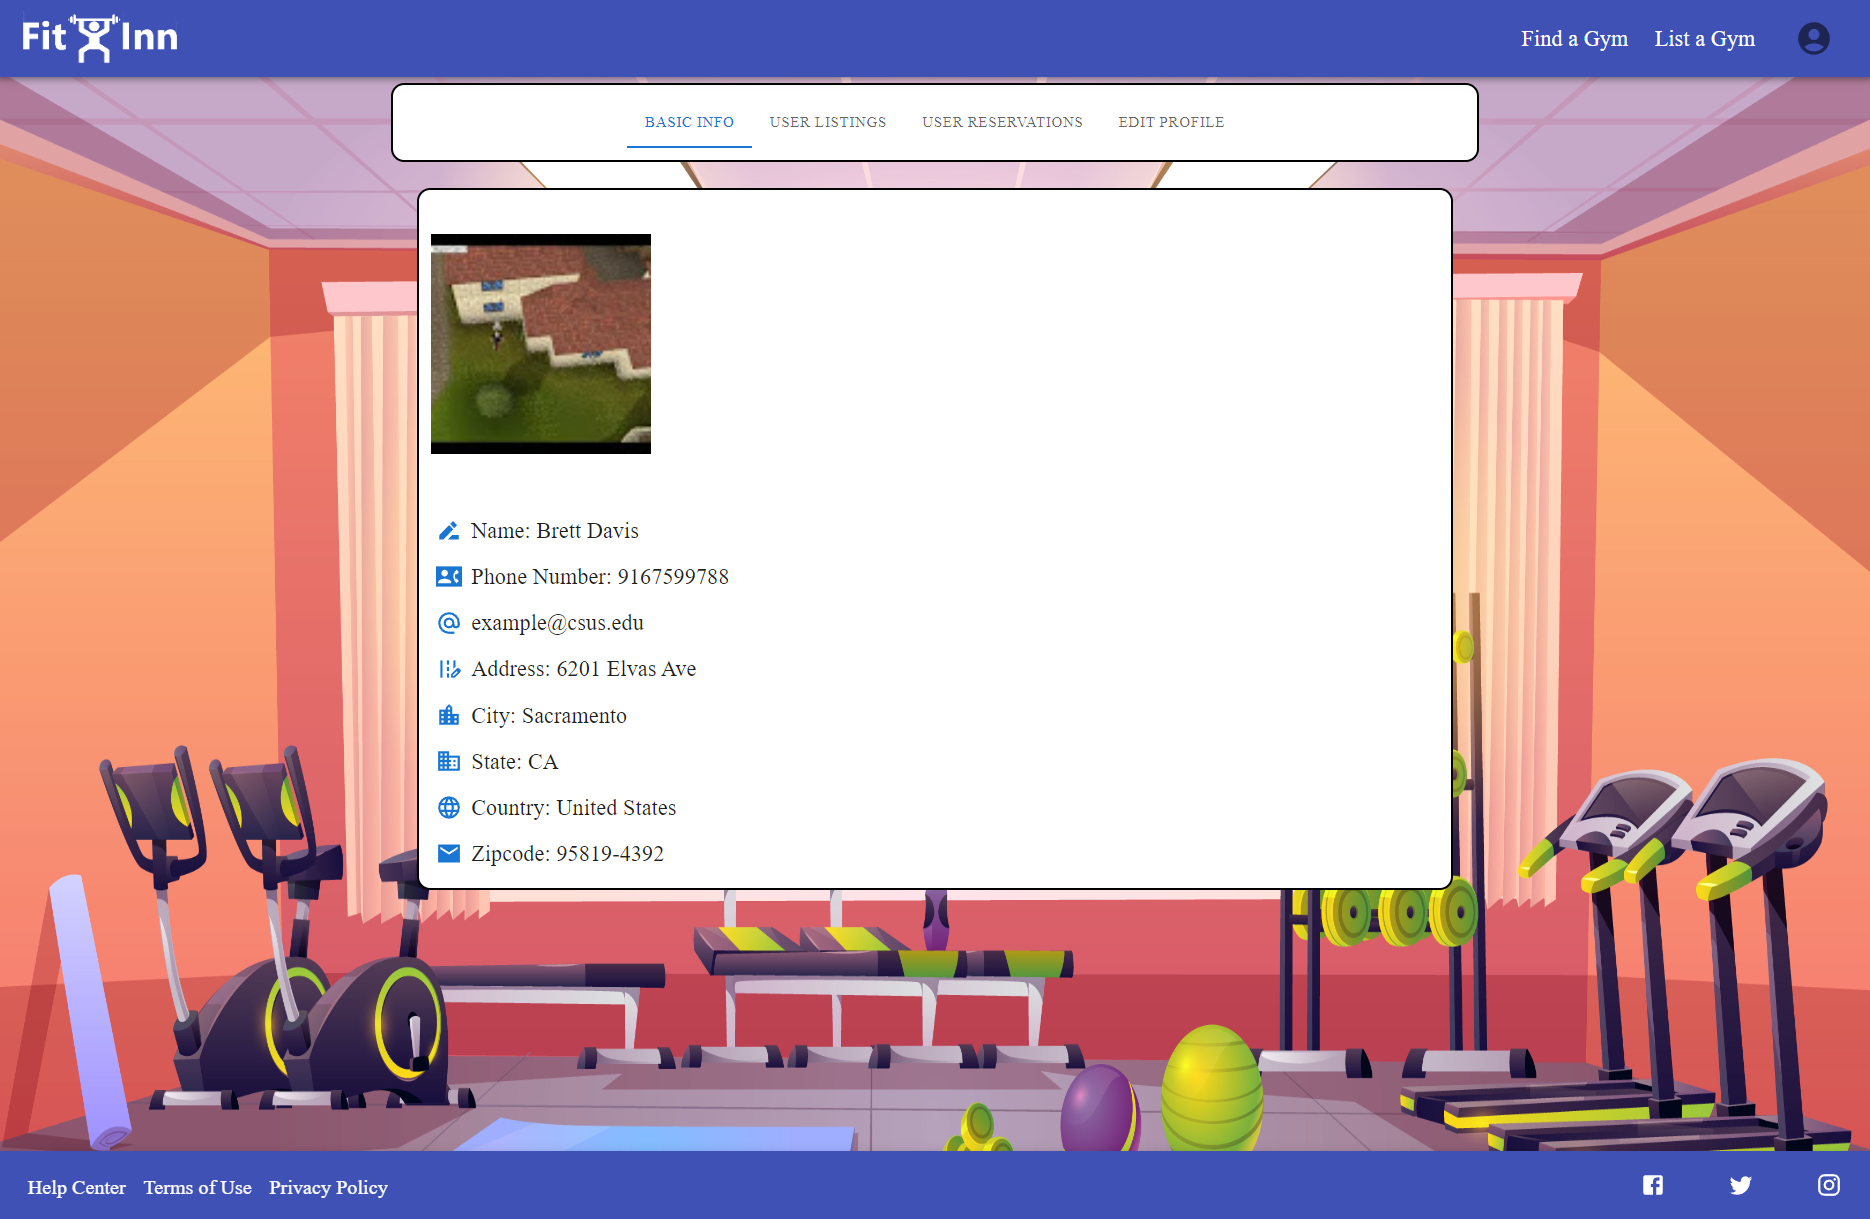 Fit Inn
Find a Gym
List a Gym
BASIC INFO
USER LISTINGS
USER RESERVATIONS
EDIT PROFILE
Name: Brett Davis
Phone Number: 9167599788
example@csus.edu
Address: 6201 Elvas Ave
City: Sacramento
State: CA
Country: United States
Zipcode: 95819-4392
Help Center
Terms of Use
Privacy Policy